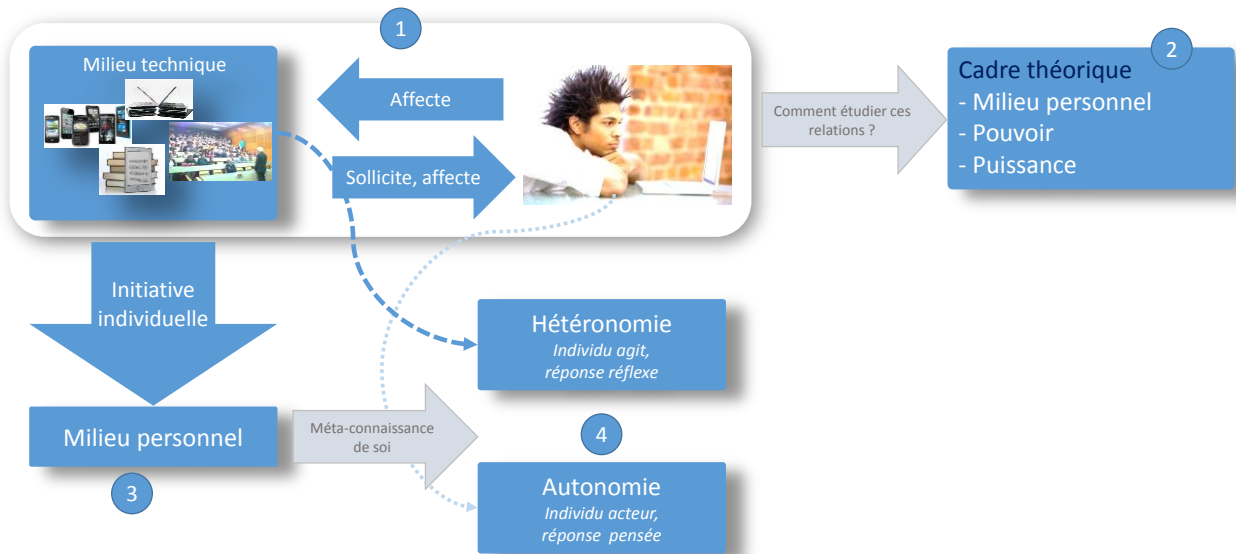 1
Milieu technique
Affecte
Sollicite, affecte
Comment étudier ces
relations ?
2
Cadre théorique
- Milieu personnel
- Pouvoir
- Puissance
Initiative
individuelle
Hétéronomie
Individu agit,
réponse réflexe
Milieu personnel
3
Méta-connaissance
de soi
4
Autonomie
Individu acteur,
réponse pensée